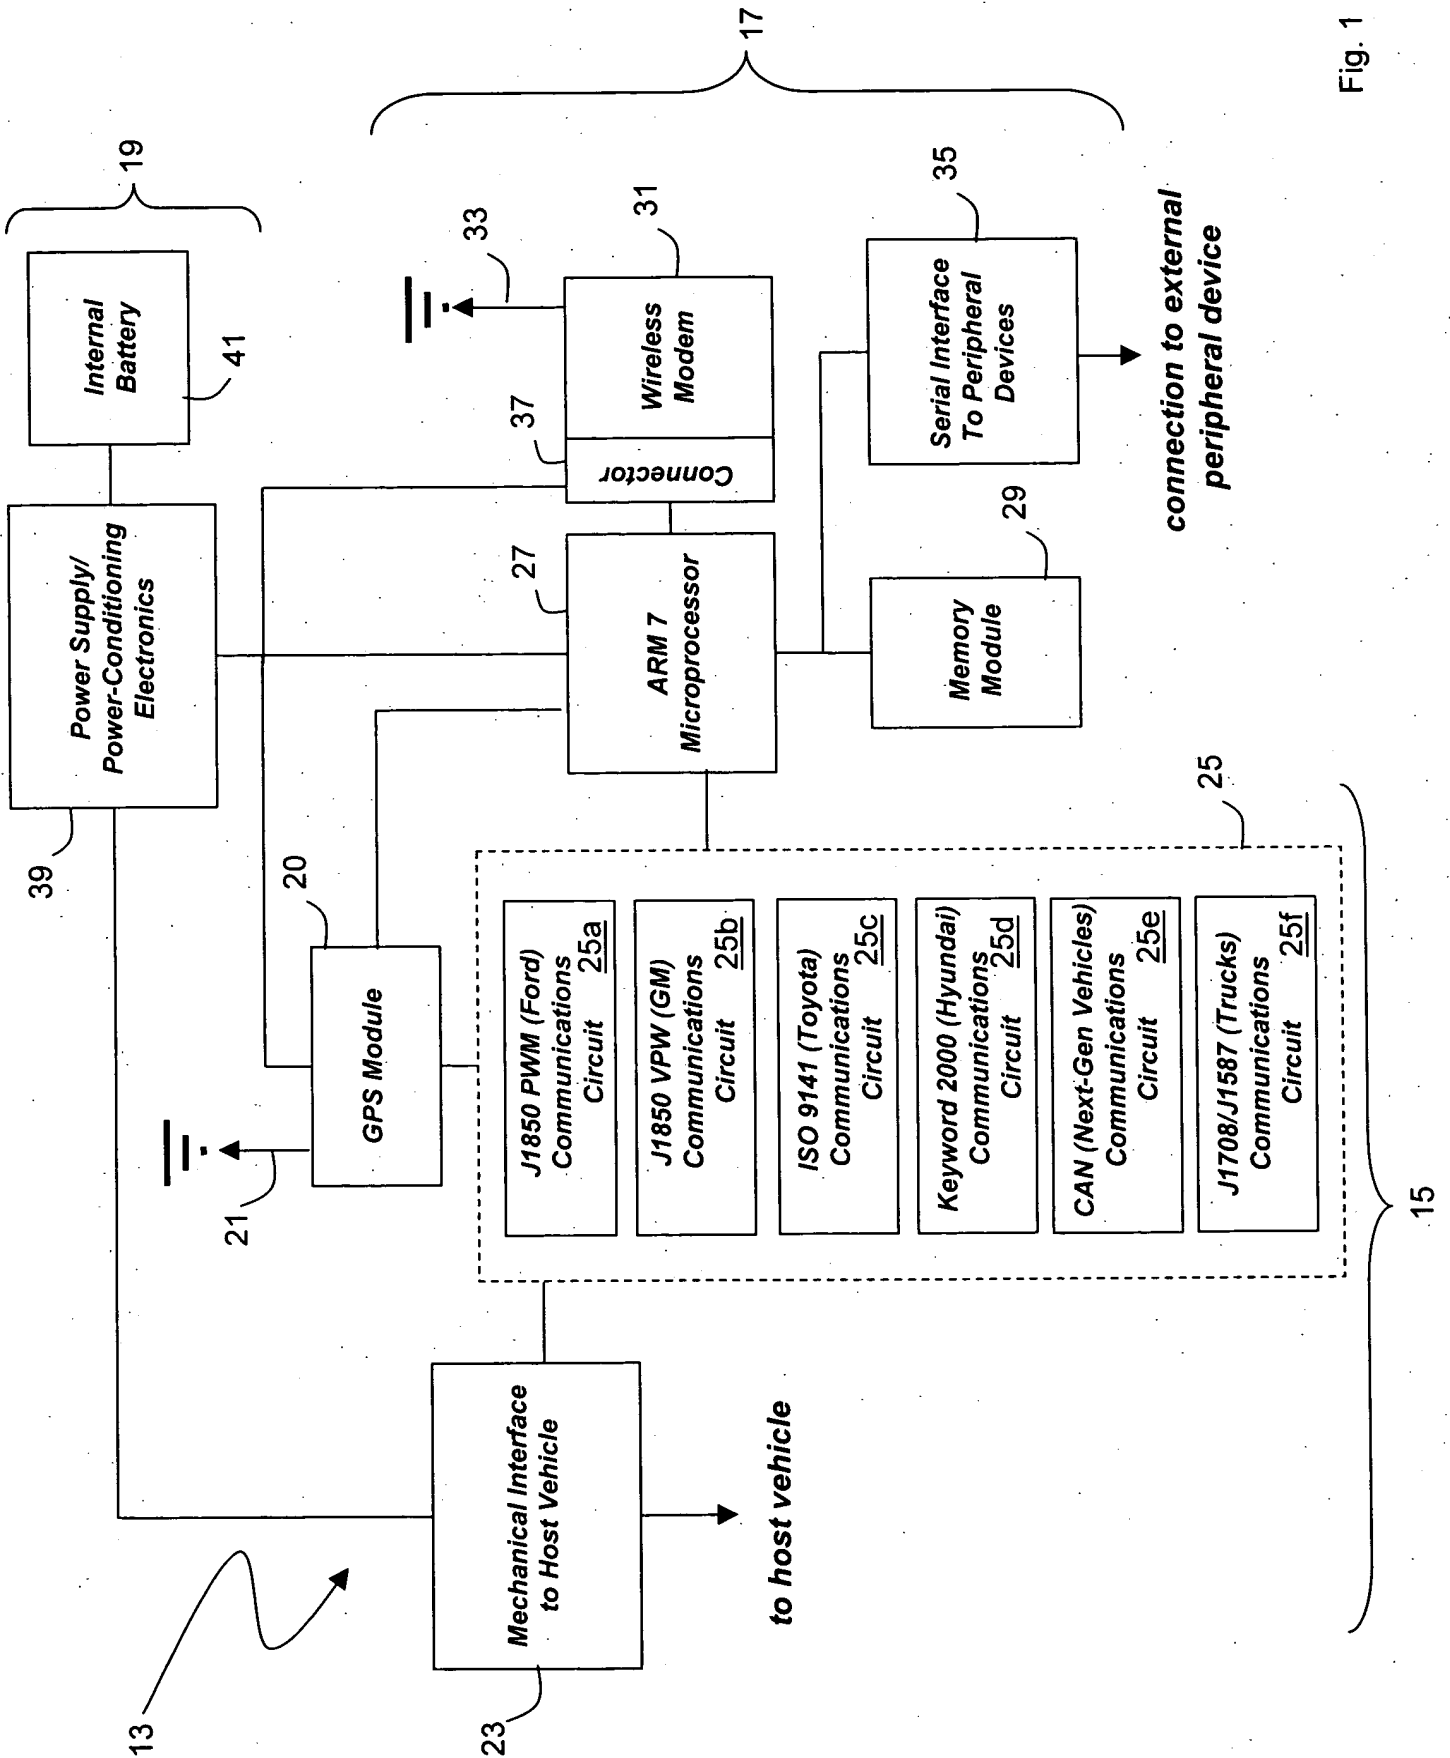 19
Internal
Battery
41
Power Supply/
Power-Conditioning
Electronics
39
17
33
31
Wireless
Modem
37
Connector
27
ARM 7
Microprocessor
35
Serial Interface
To Peripheral
Devices
connection to external
peripheral device
29
Memory
Module
20
GPS Module
21
25
J1850 PWM (Ford)
Communications
Circuit 25a
J1850 VPW (GM)
Communications
Circuit 25b
ISO 9141 (Toyota)
Communications
Circuit 25c
Keyword 2000 (Hyundai)
Communications
Circuit 25d
CAN (Next-Gen Vehicles)
Communications
Circuit 25e
J1708/J1587 (Trucks)
Communications
Circuit 25f
15
13
Mechanical Interface
to Host Vehicle
23
to host vehicle
Fig. 1